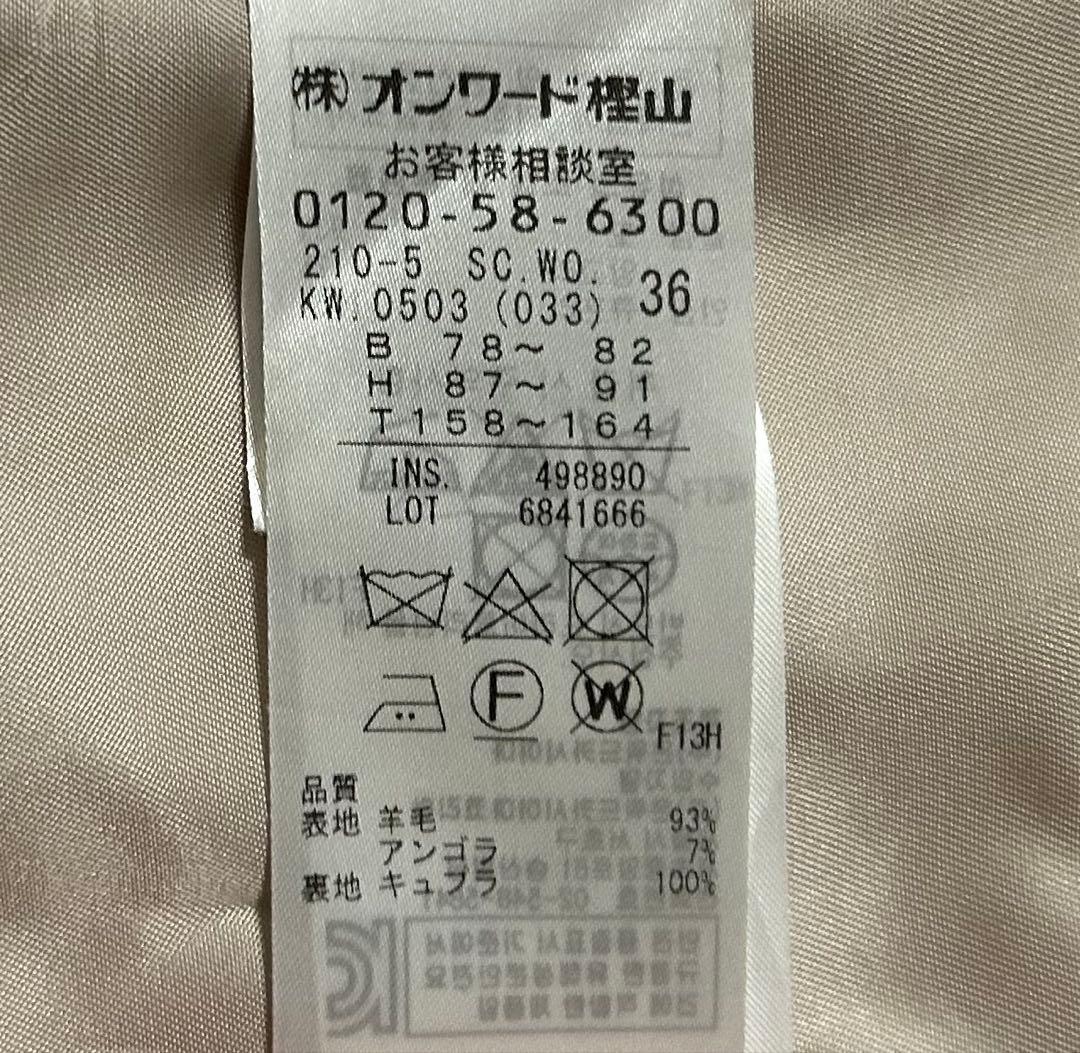 (株)オンワード樫山
お客様相談室
0120-58-6300
210-5 SC.WO. 36
KW.0503 (033)
B 78～ 82
H 87～ 91
T158～164
INS. 498890
LOT 6841666
F
W
F13H
品質
表地 羊毛 93%
アンゴラ 7%
裏地 キュプラ 100%